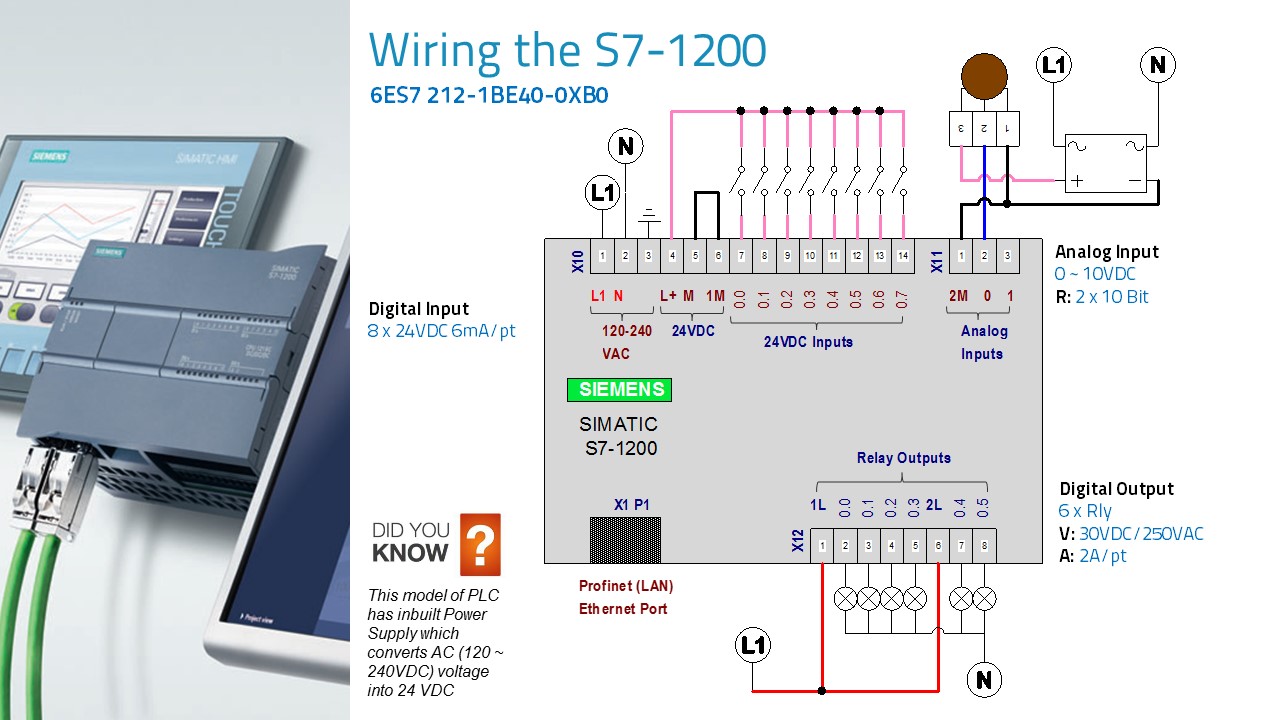 Wiring the S7-1200
6ES7 212-1BE40-0XB0
SIEMENS
SIMATIC HMI
TOUCH
SIEMENS
SIMATIC
S7-1200
Project view
N
L1
L1
N
3 2 1
+ −
X10
1 2 3 4 5 6 7 8 9 10 11 12 13 14
X11
1 2 3
L1 N
L+ M 1M
0.0 0.1 0.2 0.3 0.4 0.5 0.6 0.7
2M 0 1
120-240
VAC
24VDC
24VDC Inputs
Analog
Inputs
Analog Input
0 ~ 10VDC
R: 2 x 10 Bit
Digital Input
8 x 24VDC 6mA/pt
SIEMENS
SIMATIC
S7-1200
Relay Outputs
X1 P1
1L 0.0 0.1 0.2 0.3 2L 0.4 0.5
X12
1 2 3 4 5 6 7 8
Digital Output
6 x Rly
V: 30VDC/250VAC
A: 2A/pt
DID YOU
KNOW ?
Profinet (LAN)
Ethernet Port
This model of PLC
has inbuilt Power
Supply which
converts AC (120 ~
240VDC) voltage
into 24 VDC
L1
N